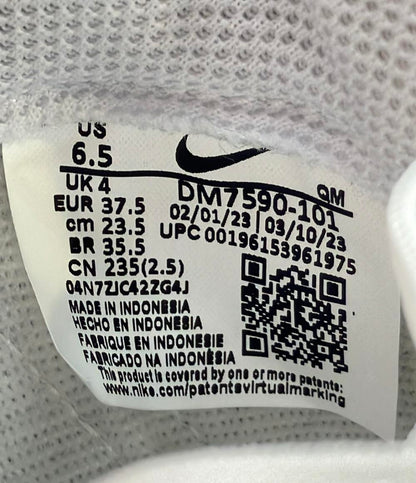 US
6.5
UK 4
EUR 37.5
cm 23.5
BR 35.5
CN 235(2.5)
04N7ZJC42ZG4J
DM7590-101 QM
02/01/23 | 03/10/23
UPC 00196153961975
MADE IN INDONESIA
HECHO EN INDONESIA
FABRIQUE EN INDONESIE
FABRICADO NA INDONÉSIA
This product is covered by one or more patents:
www.nike.com/patentsvirtualmarking